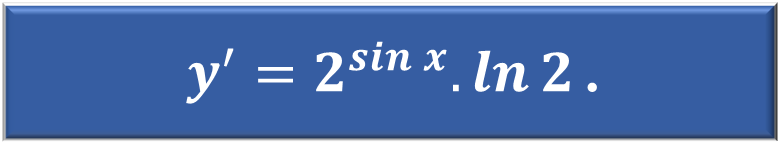 y′ = 2^{sin x}. ln 2 .